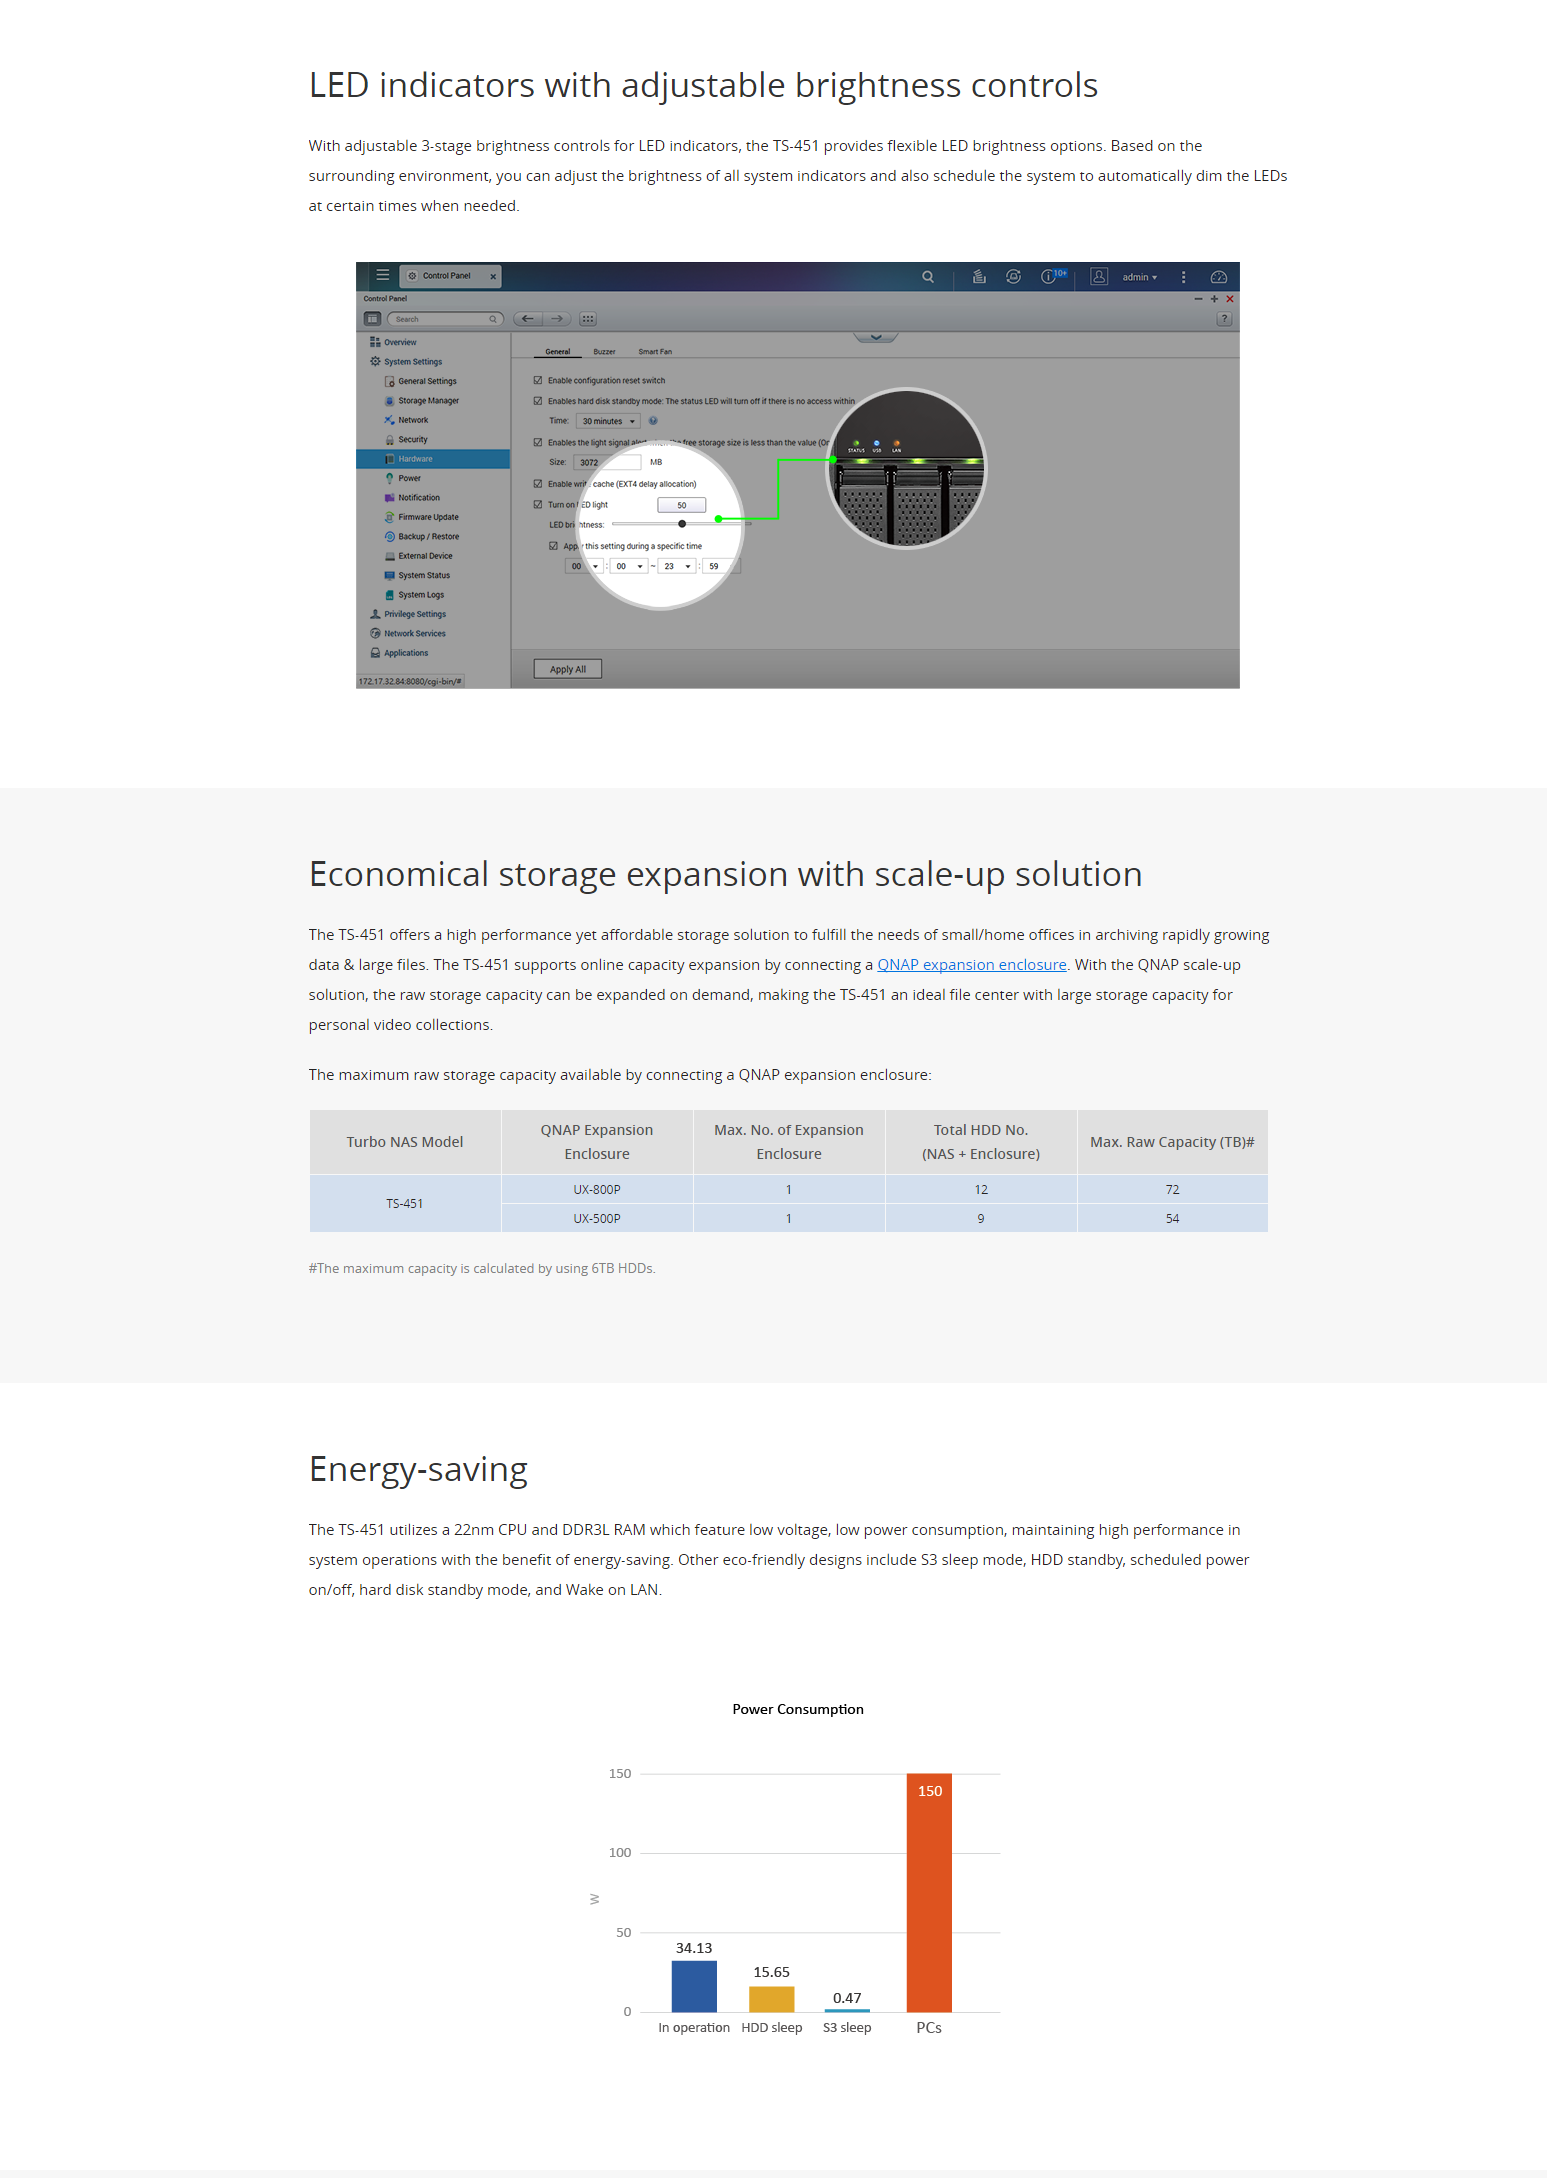 LED indicators with adjustable brightness controls
With adjustable 3-stage brightness controls for LED indicators, the TS-451 provides flexible LED brightness options. Based on the
surrounding environment, you can adjust the brightness of all system indicators and also schedule the system to automatically dim the LEDs
at certain times when needed.
Control Panel
10+
admin
Control Panel
Search
?
Overview
System Settings
General Settings
Storage Manager
Network
Security
Hardware
Power
Notification
Firmware Update
Backup / Restore
External Device
System Status
System Logs
Privilege Settings
Network Services
Applications
172.17.32.84:8080/cgi-bin/#
General Buzzer Smart Fan
Enable configuration reset switch
Enables hard disk standby mode: The status LED will turn off if there is no access within
Time: 30 minutes
Enables the light signal free storage size is less than the value
Size: 3072 MB
Enable cache (EXT4 delay allocation)
Turn on LED light 50
LED brightness:
this setting during a specific time
00 : 00 ~ 23 : 59
Apply All
STATUS USB LAN
Economical storage expansion with scale-up solution
The TS-451 offers a high performance yet affordable storage solution to fulfill the needs of small/home offices in archiving rapidly growing
data & large files. The TS-451 supports online capacity expansion by connecting a QNAP expansion enclosure. With the QNAP scale-up
solution, the raw storage capacity can be expanded on demand, making the TS-451 an ideal file center with large storage capacity for
personal video collections.
The maximum raw storage capacity available by connecting a QNAP expansion enclosure:
Turbo NAS Model
QNAP Expansion
Enclosure
Max. No. of Expansion
Enclosure
Total HDD No.
(NAS + Enclosure)
Max. Raw Capacity (TB)#
TS-451
UX-800P 1 12 72
UX-500P 1 9 54
#The maximum capacity is calculated by using 6TB HDDs.
Energy-saving
The TS-451 utilizes a 22nm CPU and DDR3L RAM which feature low voltage, low power consumption, maintaining high performance in
system operations with the benefit of energy-saving. Other eco-friendly designs include S3 sleep mode, HDD standby, scheduled power
on/off, hard disk standby mode, and Wake on LAN.
Power Consumption
150
150
100
W
50
34.13
15.65
0.47
0
In operation HDD sleep S3 sleep PCs